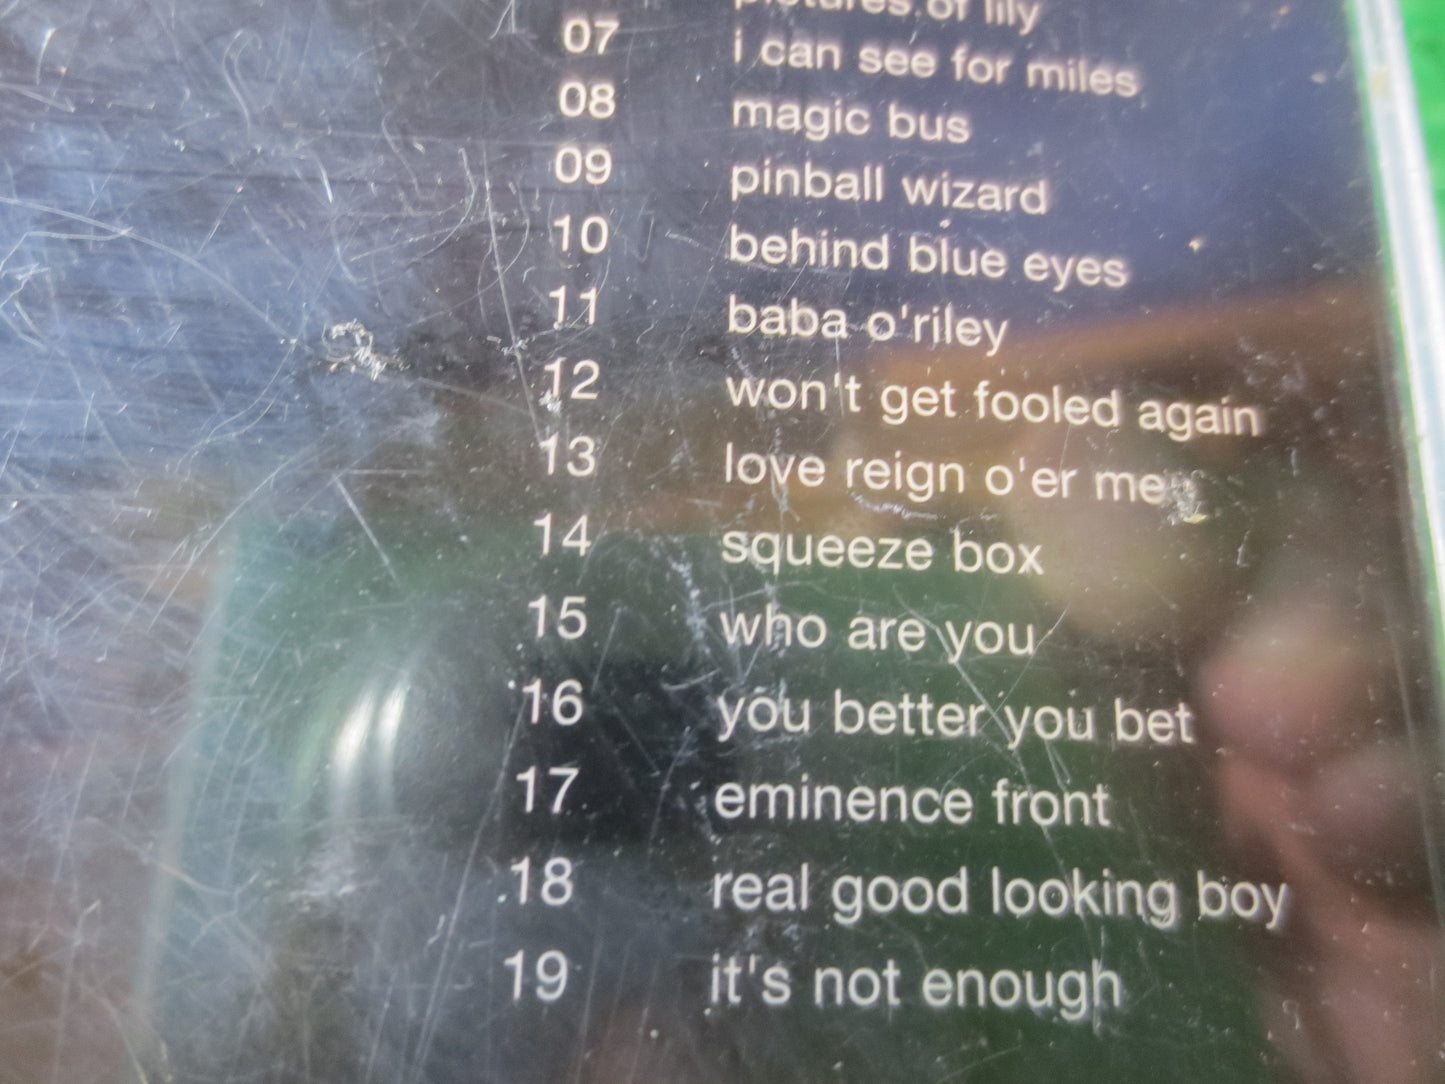 pictures of lily
07 i can see for miles
08 magic bus
09 pinball wizard
10 behind blue eyes
11 baba o'riley
12 won't get fooled again
13 love reign o'er me
14 squeeze box
15 who are you
16 you better you bet
17 eminence front
18 real good looking boy
19 it's not enough